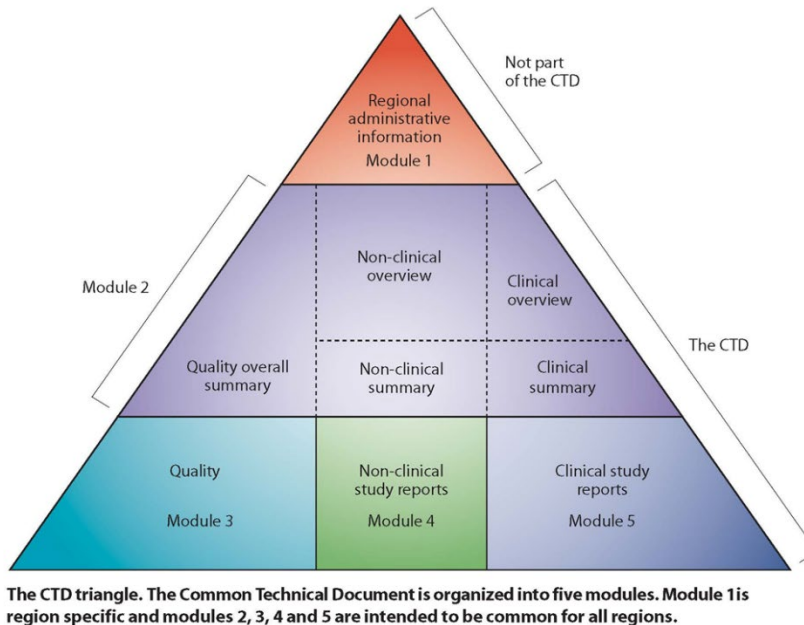 Not part
of the CTD
Regional
administrative
information
Module 1
Module 2
Non-clinical
overview
Clinical
overview
The CTD
Quality overall
summary
Non-clinical
summary
Clinical
summary
Quality
Module 3
Non-clinical
study reports
Module 4
Clinical study
reports
Module 5
The CTD triangle. The Common Technical Document is organized into five modules. Module 1is
region specific and modules 2, 3, 4 and 5 are intended to be common for all regions.